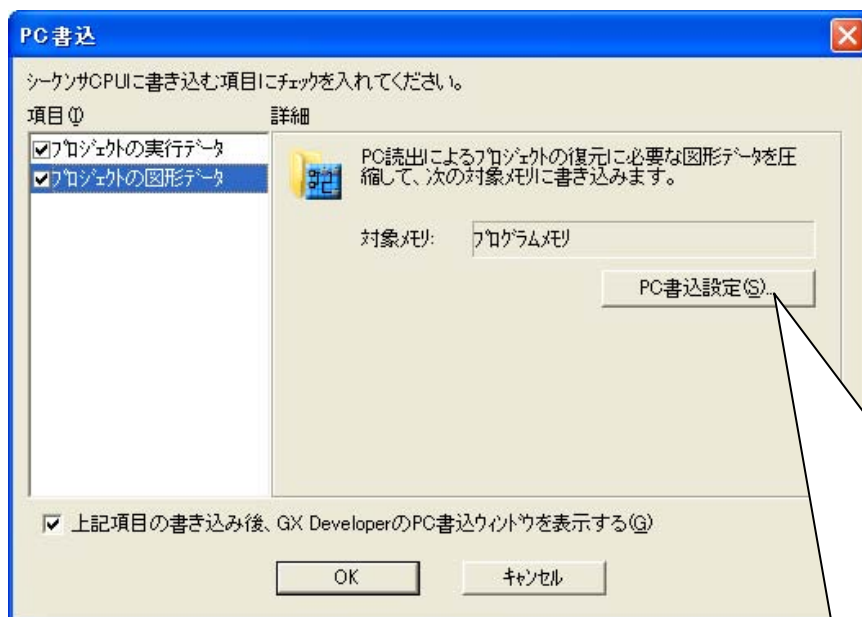 PC書込
シーケンサCPUに書き込む項目にチェックを入れてください。
項目(I)
詳細
プロジェクトの実行データ
プロジェクトの図形データ
PC読出によるプロジェクトの復元に必要な図形データを圧
縮して、次の対象メモリに書き込みます。
対象メモリ: プログラムメモリ
PC書込設定(S)...
上記項目の書き込み後、GX DeveloperのPC書込ウィンドウを表示する(G)
OK
キャンセル